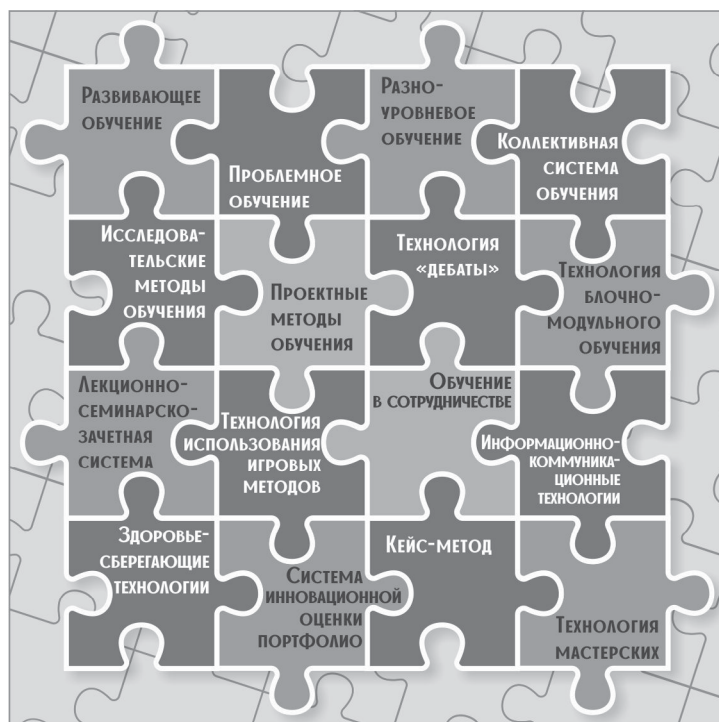 Развивающее
обучение
Проблемное
обучение
Разно-
уровневое
обучение
Коллективная
система
обучения
Исследова-
тельские
методы
обучения
Проектные
методы
обучения
Технология
«дебаты»
Технология
блочно-
модульного
обучения
Лекционно-
семинарско-
зачетная
система
Технология
использования
игровых
методов
Обучение
в сотрудничестве
Информационно-
коммуника-
ционные
технологии
Здоровье-
сберегающие
технологии
Система
инновационной
оценки
портфолио
Кейс-метод
Технология
мастерских